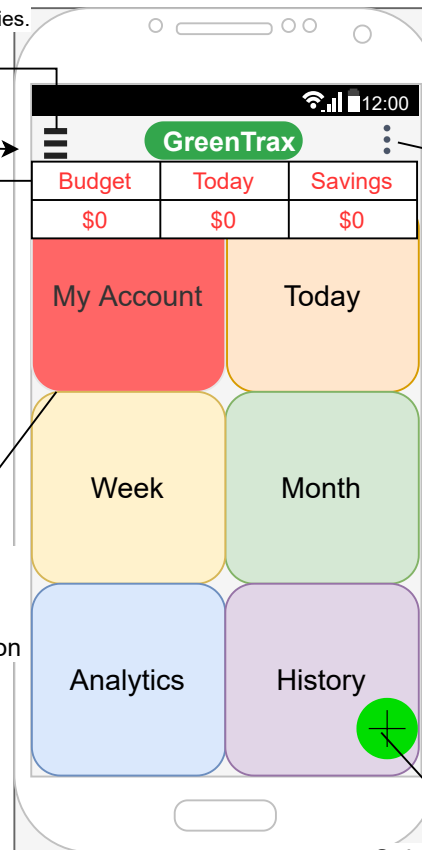 ies.
12:00
GreenTrax
Budget Today Savings
$0 $0 $0
My Account Today
Week Month
on
Analytics History